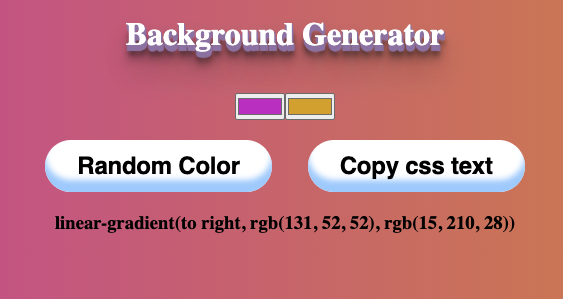 Background Generator
Random Color
Copy css text
linear-gradient(to right, rgb(131, 52, 52), rgb(15, 210, 28))